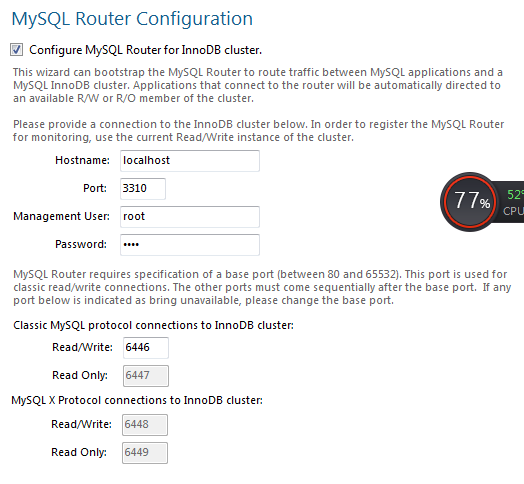 MySQL Router Configuration
Configure MySQL Router for InnoDB cluster.
This wizard can bootstrap the MySQL Router to route traffic between MySQL applications and a
MySQL InnoDB cluster. Applications that connect to the router will be automatically directed to
an available R/W or R/O member of the cluster.
Please provide a connection to the InnoDB cluster below. In order to register the MySQL Router
for monitoring, use the current Read/Write instance of the cluster.
Hostname: localhost
Port: 3310
77% 52°
CPU
Management User: root
Password: ••••
MySQL Router requires specification of a base port (between 80 and 65532). This port is used for
classic read/write connections. The other ports must come sequentially after the base port. If any
port below is indicated as bring unavailable, please change the base port.
Classic MySQL protocol connections to InnoDB cluster:
Read/Write: 6446
Read Only: 6447
MySQL X Protocol connections to InnoDB cluster:
Read/Write: 6448
Read Only: 6449